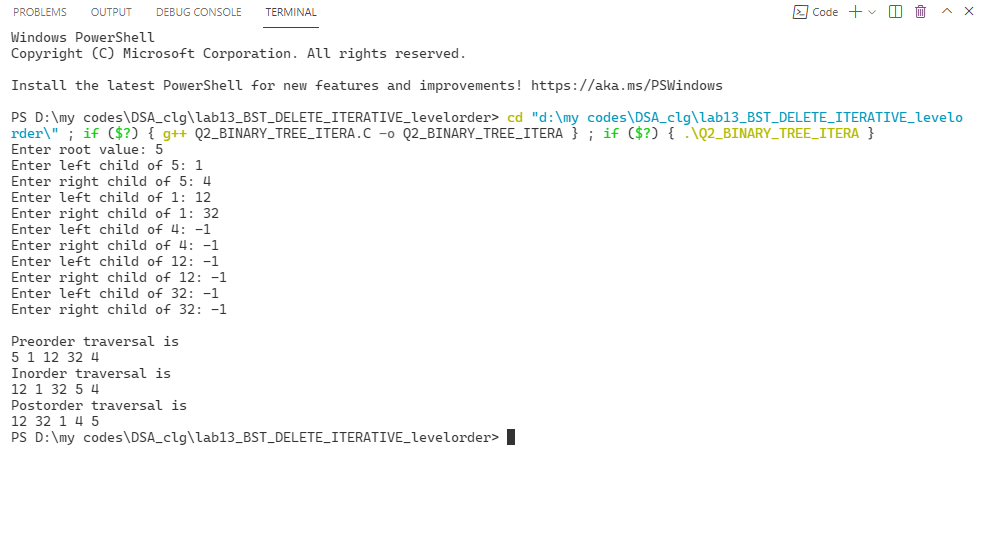 PROBLEMS OUTPUT DEBUG CONSOLE TERMINAL Code
Windows PowerShell
Copyright (C) Microsoft Corporation. All rights reserved.
Install the latest PowerShell for new features and improvements! https://aka.ms/PSWindows
PS D:\my codes\DSA_clg\lab13_BST_DELETE_ITERATIVE_levelorder> cd "d:\my codes\DSA_clg\lab13_BST_DELETE_ITERATIVE_levelo
rder\" ; if ($?) { g++ Q2_BINARY_TREE_ITERA.C -o Q2_BINARY_TREE_ITERA } ; if ($?) { .\Q2_BINARY_TREE_ITERA }
Enter root value: 5
Enter left child of 5: 1
Enter right child of 5: 4
Enter left child of 1: 12
Enter right child of 1: 32
Enter left child of 4: -1
Enter right child of 4: -1
Enter left child of 12: -1
Enter right child of 12: -1
Enter left child of 32: -1
Enter right child of 32: -1
Preorder traversal is
5 1 12 32 4
Inorder traversal is
12 1 32 5 4
Postorder traversal is
12 32 1 4 5
PS D:\my codes\DSA_clg\lab13_BST_DELETE_ITERATIVE_levelorder>